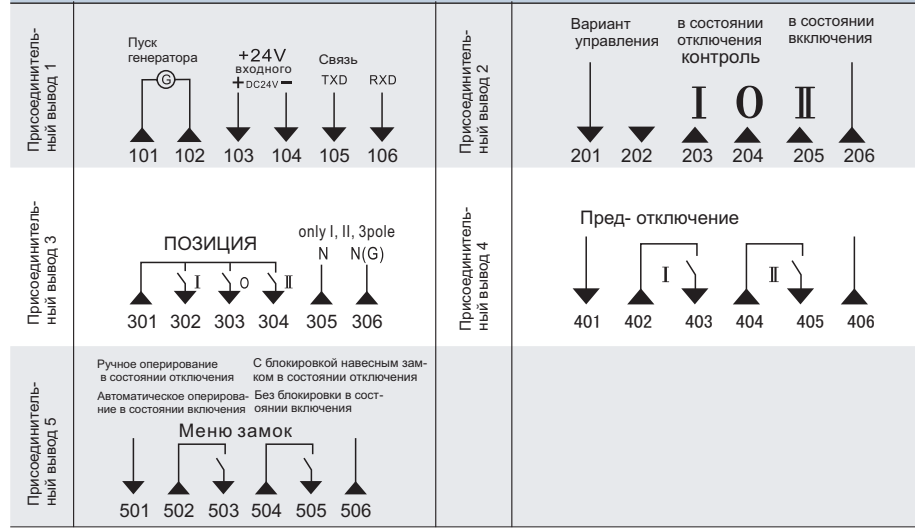 Присоединитель-
ный вывод 1
Пуск
генератора
G
+24V
входного
+ DC24V −
Связь
TXD RXD
101 102 103 104 105 106
Присоединитель-
ный вывод 2
Вариант
управления
в состоянии
отключения
контроль
в состоянии
вкключения
I O II
201 202 203 204 205 206
Присоединитель-
ный вывод 3
ПОЗИЦИЯ
only I, II, 3pole
N N(G)
I O II
301 302 303 304 305 306
Присоединитель-
ный вывод 4
Пред- отключение
I II
401 402 403 404 405 406
Присоединитель-
ный вывод 5
Ручное оперирование
в состоянии отключения
Автоматическое оперирова-
ние в состоянии включения
С блокировкой навесным зам-
ком в состоянии отключения
Без блокировки в сост-
оянии включения
Меню замок
501 502 503 504 505 506